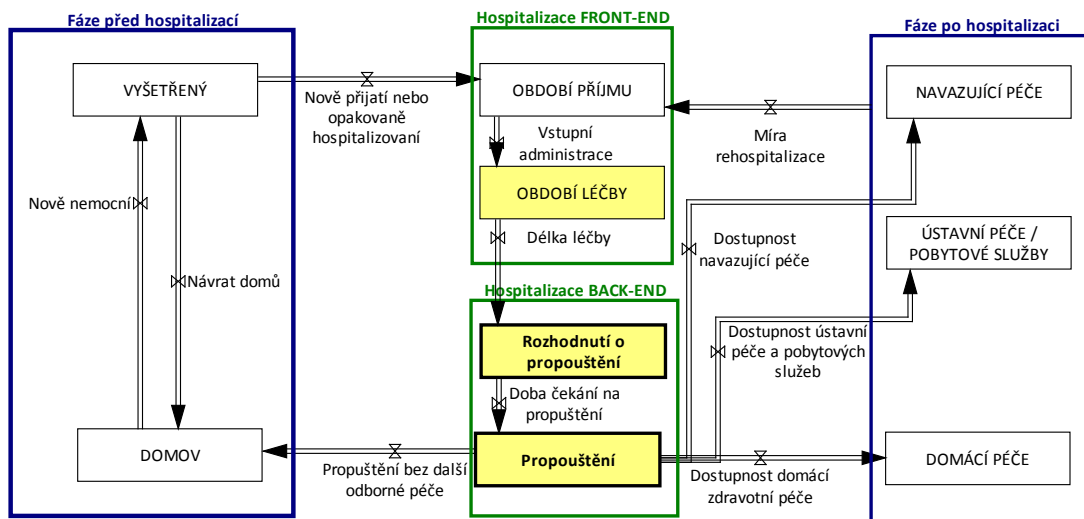 Fáze před hospitalizací
VYŠETŘENÝ
Nově přijatí nebo
opakovaně
hospitalizovaní
Nově nemocní
Návrat domů
DOMOV
Propuštění bez další
odborné péče
Hospitalizace FRONT-END
OBDOBÍ PŘÍJMU
Vstupní
administrace
OBDOBÍ LÉČBY
Délka léčby
Hospitalizace BACK-END
Rozhodnutí o
propouštění
Doba čekání na
propuštění
Propouštění
Míra
rehospitalizace
Dostupnost
navazující péče
Dostupnost ústavní
péče a pobytových
služeb
Dostupnost domácí
zdravotní péče
Fáze po hospitalizaci
NAVAZUJÍCÍ PÉČE
ÚSTAVNÍ PÉČE /
POBYTOVÉ SLUŽBY
DOMÁCÍ PÉČE